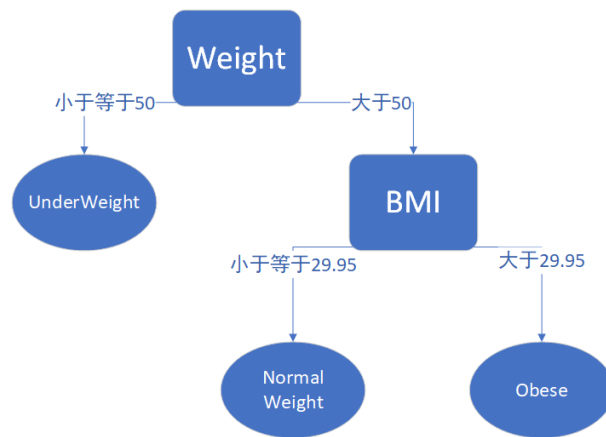 Weight
小于等于50
大于50
UnderWeight
BMI
小于等于29.95
大于29.95
Normal
Weight
Obese